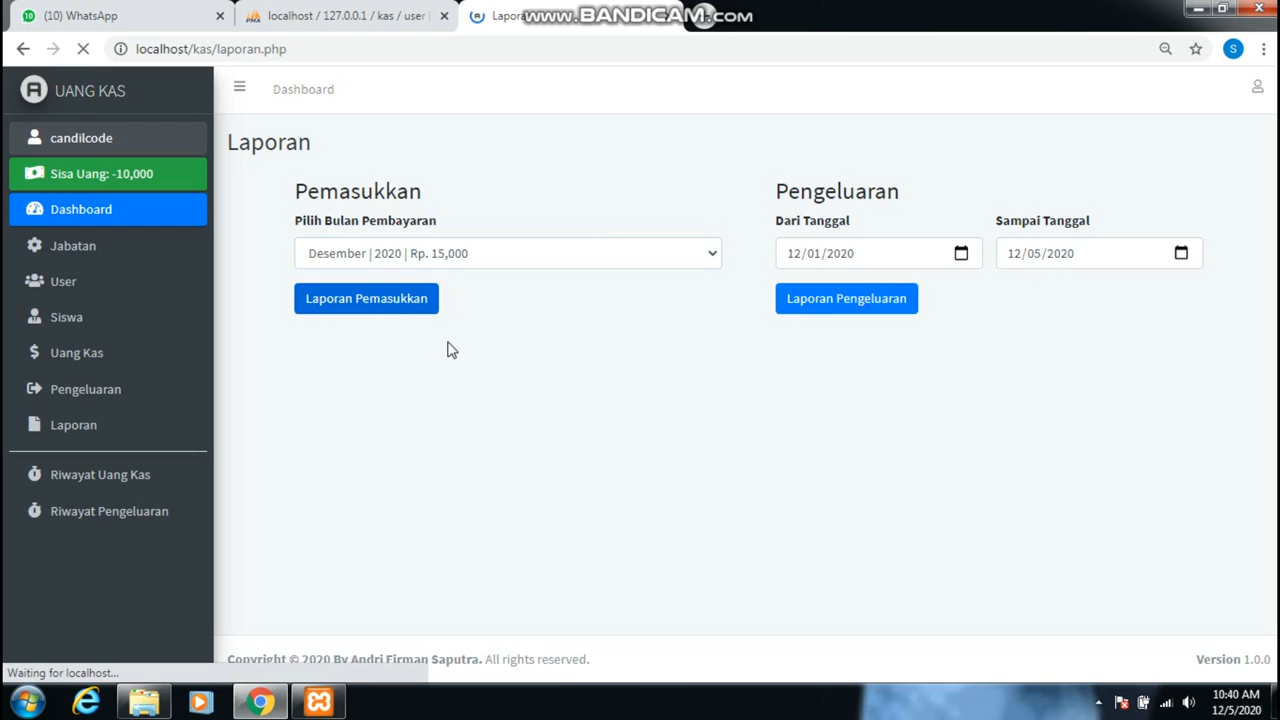 (10) WhatsApp
localhost / 127.0.0.1 / kas / user
Lapo
www.BANDICAM.com
localhost/kas/laporan.php
S
UANG KAS
Dashboard
candilcode
Sisa Uang: -10,000
Dashboard
Jabatan
User
Siswa
Uang Kas
Pengeluaran
Laporan
Riwayat Uang Kas
Riwayat Pengeluaran
Laporan
Pemasukkan
Pilih Bulan Pembayaran
Desember | 2020 | Rp. 15,000
Laporan Pemasukkan
Pengeluaran
Dari Tanggal
Sampai Tanggal
12/01/2020
12/05/2020
Laporan Pengeluaran
Copyright © 2020 By Andri Firman Saputra. All rights reserved.
Version 1.0.0
Waiting for localhost...
10:40 AM
12/5/2020